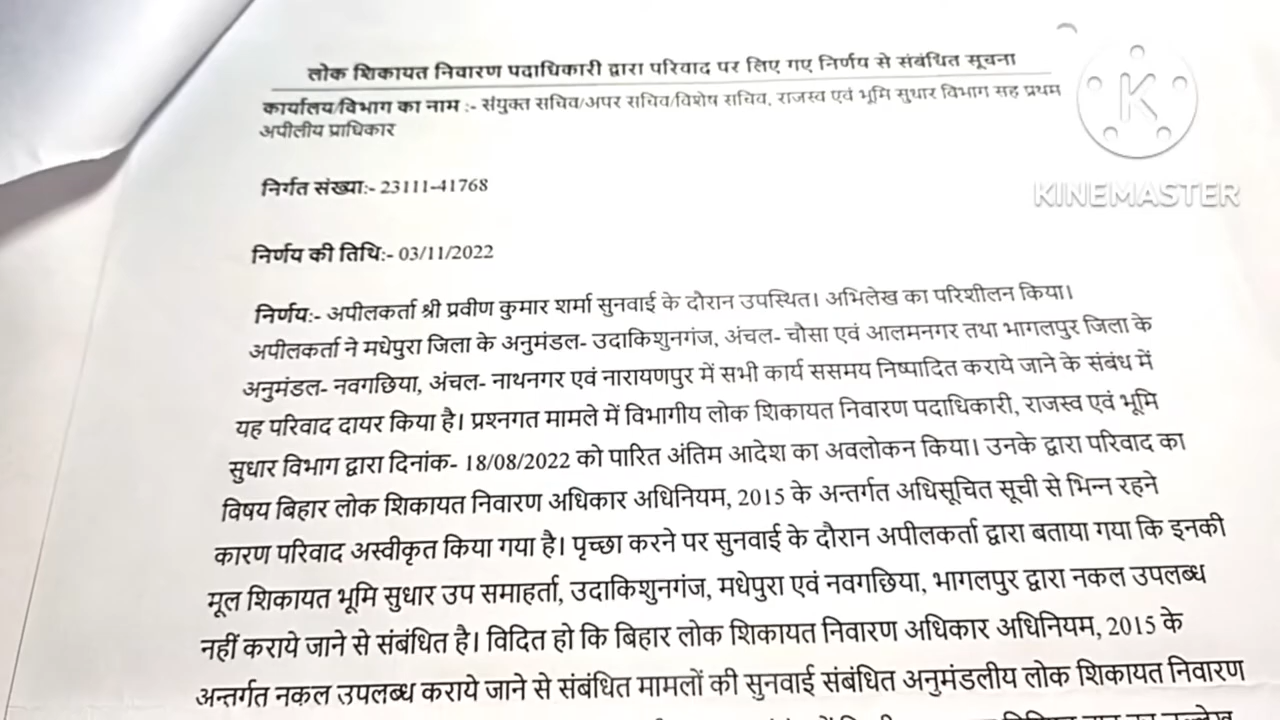 लोक शिकायत निवारण पदाधिकारी द्वारा परिवाद पर लिए गए निर्णय से संबंधित सूचना
कार्यालय/विभाग का नाम :- संयुक्त सचिव/अपर सचिव/विशेष सचिव, राजस्व एवं भूमि सुधार विभाग सह प्रथम
अपीलीय प्राधिकार
KINEMASTER
निर्गत संख्या:- 23111-41768
निर्णय की तिथि:- 03/11/2022
निर्णय:- अपीलकर्ता श्री प्रवीण कुमार शर्मा सुनवाई के दौरान उपस्थित। अभिलेख का परिशीलन किया।
अपीलकर्ता ने मधेपुरा जिला के अनुमंडल- उदाकिशुनगंज, अंचल- चौसा एवं आलमनगर तथा भागलपुर जिला के
अनुमंडल- नवगछिया, अंचल- नाथनगर एवं नारायणपुर में सभी कार्य ससमय निष्पादित कराये जाने के संबंध में
यह परिवाद दायर किया है। प्रश्नगत मामले में विभागीय लोक शिकायत निवारण पदाधिकारी, राजस्व एवं भूमि
सुधार विभाग द्वारा दिनांक- 18/08/2022 को पारित अंतिम आदेश का अवलोकन किया। उनके द्वारा परिवाद का
विषय बिहार लोक शिकायत निवारण अधिकार अधिनियम, 2015 के अन्तर्गत अधिसूचित सूची से भिन्न रहने
कारण परिवाद अस्वीकृत किया गया है। पृच्छा करने पर सुनवाई के दौरान अपीलकर्ता द्वारा बताया गया कि इनकी
मूल शिकायत भूमि सुधार उप समाहर्ता, उदाकिशुनगंज, मधेपुरा एवं नवगछिया, भागलपुर द्वारा नकल उपलब्ध
नहीं कराये जाने से संबंधित है। विदित हो कि बिहार लोक शिकायत निवारण अधिकार अधिनियम, 2015 के
अन्तर्गत नकल उपलब्ध कराये जाने से संबंधित मामलों की सुनवाई संबंधित अनुमंडलीय लोक शिकायत निवारण